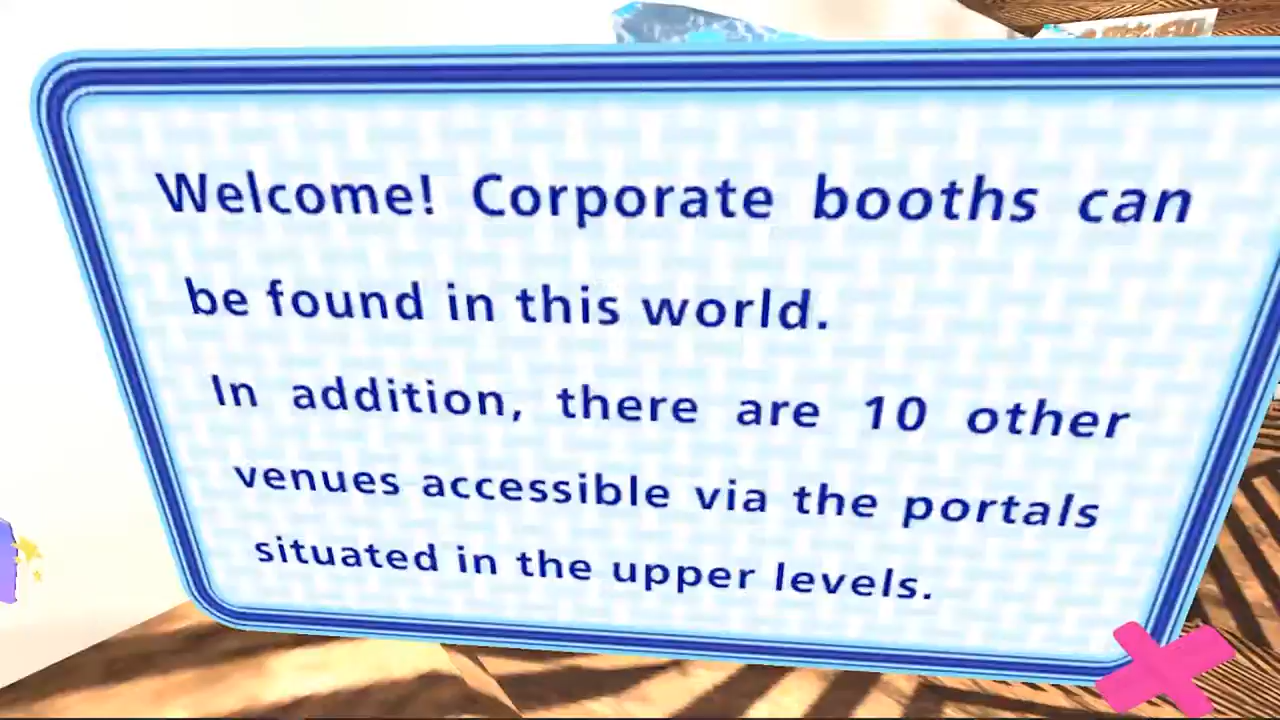 Welcome! Corporate booths can
be found in this world.
In addition, there are 10 other
venues accessible via the portals
situated in the upper levels.